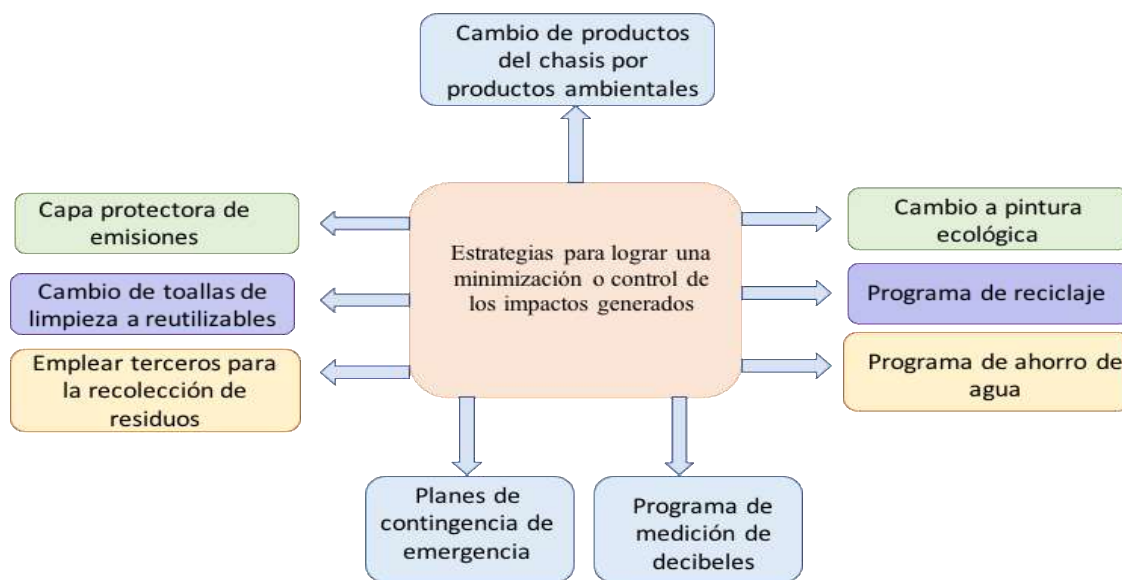 Cambio de productos
del chasis por
productos ambientales
Capa protectora de
emisiones
Cambio de toallas de
limpieza a reutilizables
Emplear terceros para
la recolección de
residuos
Estrategias para lograr una
minimización o control de
los impactos generados
Cambio a pintura
ecológica
Programa de reciclaje
Programa de ahorro de
agua
Planes de
contingencia de
emergencia
Programa de
medición de
decibeles